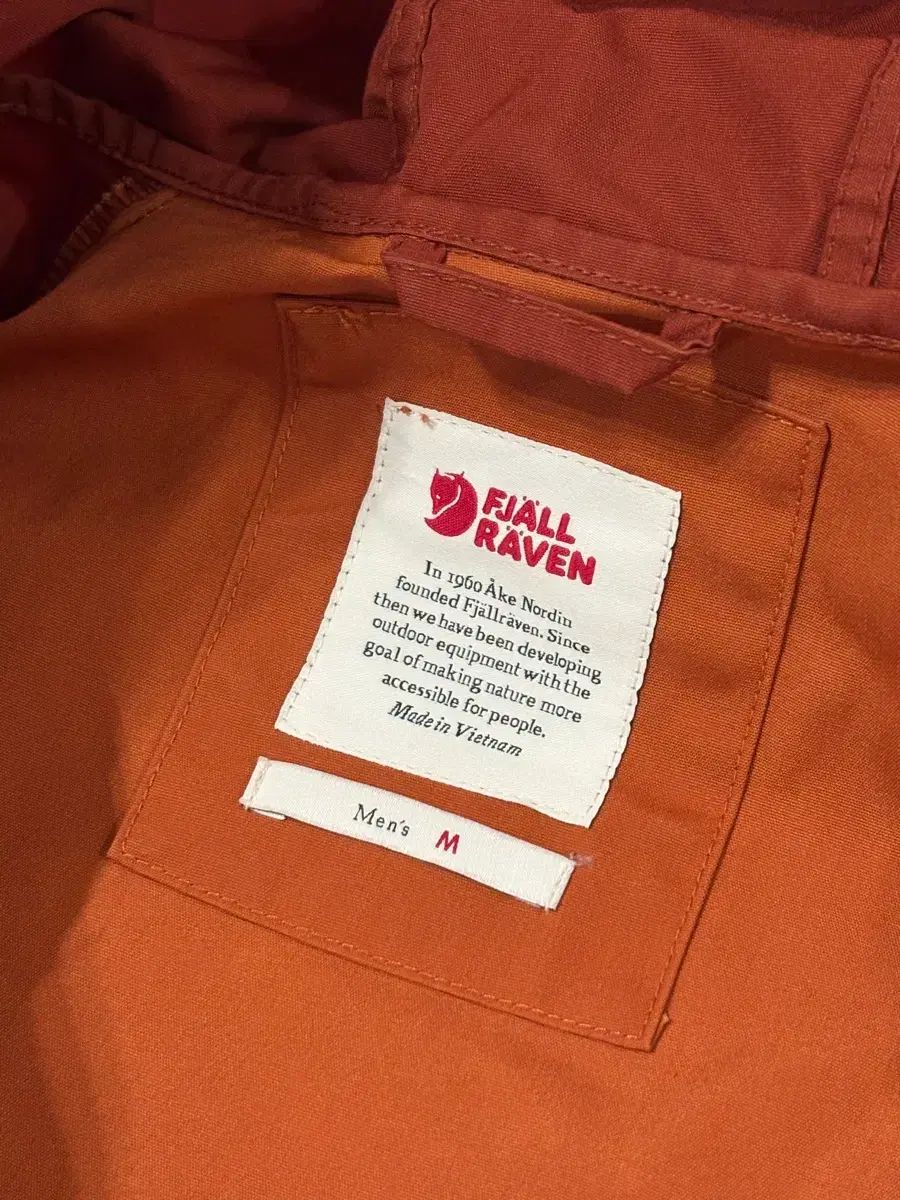 FJÄLL
RÄVEN
In 1960 Åke Nordin
founded Fjällräven. Since
then we have been developing
outdoor equipment with the
goal of making nature more
accessible for people.
Made in Vietnam
Men's M